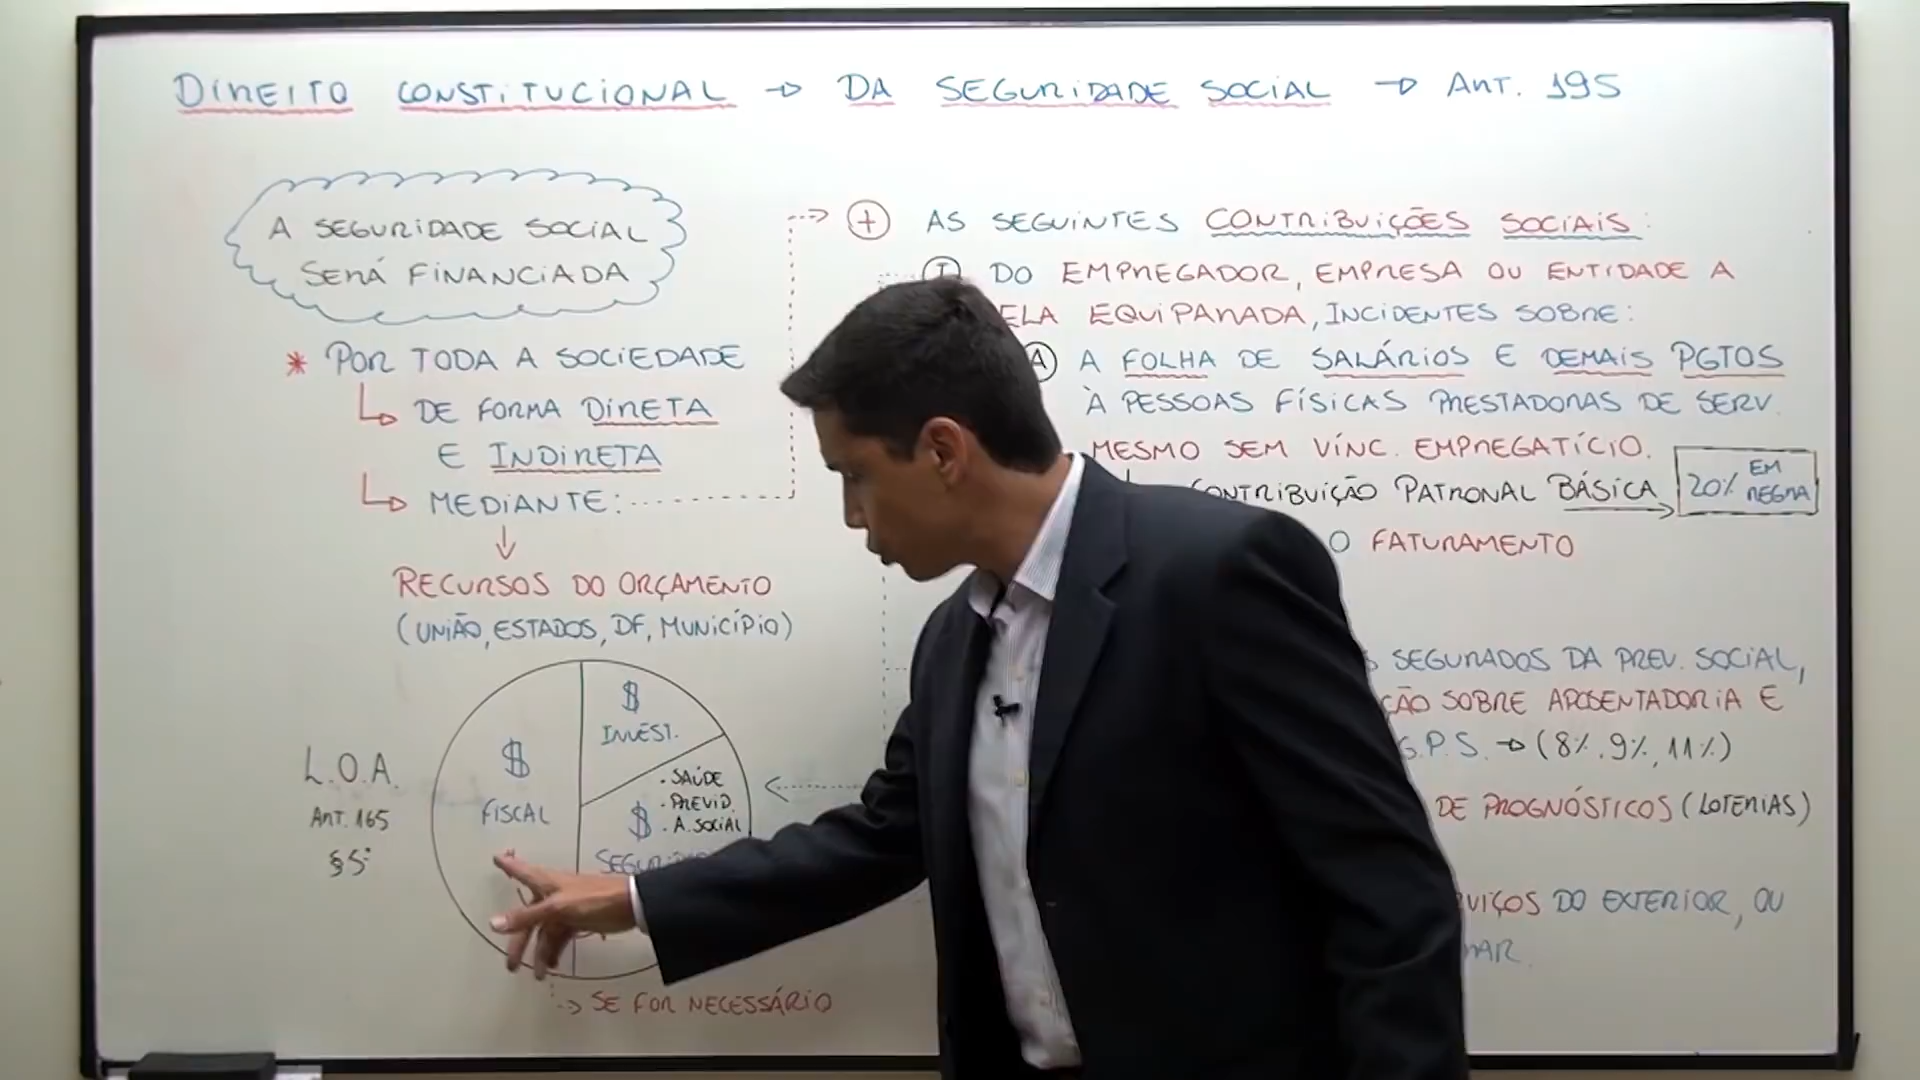 DIREITO CONSTITUCIONAL → DA SEGURIDADE SOCIAL → ART. 195
A SEGURIDADE SOCIAL
SERÁ FINANCIADA
* POR TODA A SOCIEDADE
DE FORMA DIRETA
E INDIRETA
MEDIANTE:
RECURSOS DO ORÇAMENTO
(UNIÃO, ESTADOS, DF, MUNICÍPIO)
L.O.A.
ART. 165
§5º
$
FISCAL
$
INVEST.
. SAÚDE
. PREVID.
$ . A. SOCIAL
SE FOR NECESSÁRIO
+ AS SEGUINTES CONTRIBUIÇÕES SOCIAIS:
I DO EMPREGADOR, EMPRESA OU ENTIDADE A
ELA EQUIPARADA, INCIDENTES SOBRE:
A A FOLHA DE SALÁRIOS E DEMAIS PGTOS
À PESSOAS FÍSICAS PRESTADORAS DE SERV.
MESMO SEM VÍNC. EMPREGATÍCIO.
CONTRIBUIÇÃO PATRONAL BÁSICA → 20% EM REGRA
O FATURAMENTO
SEGURADOS DA PREV. SOCIAL,
ÇÃO SOBRE APOSENTADORIA E
G.P.S. → (8%, 9%, 11%)
DE PROGNÓSTICOS (LOTERIAS)
VIÇOS DO EXTERIOR, OU